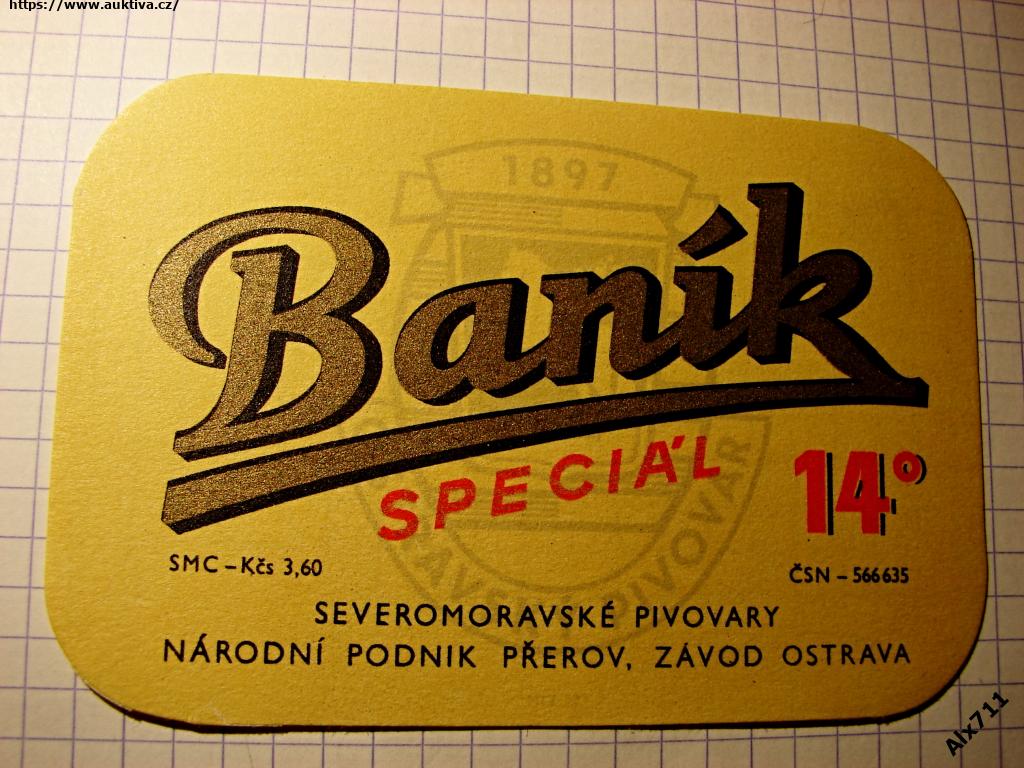 https://www.auktiva.cz/
1897
Baník
SPECIÁL
14°
SMC – Kčs 3,60
ČSN – 566635
PIVOVAR
SEVEROMORAVSKÉ PIVOVARY
NÁRODNÍ PODNIK PŘEROV, ZÁVOD OSTRAVA
Alx711